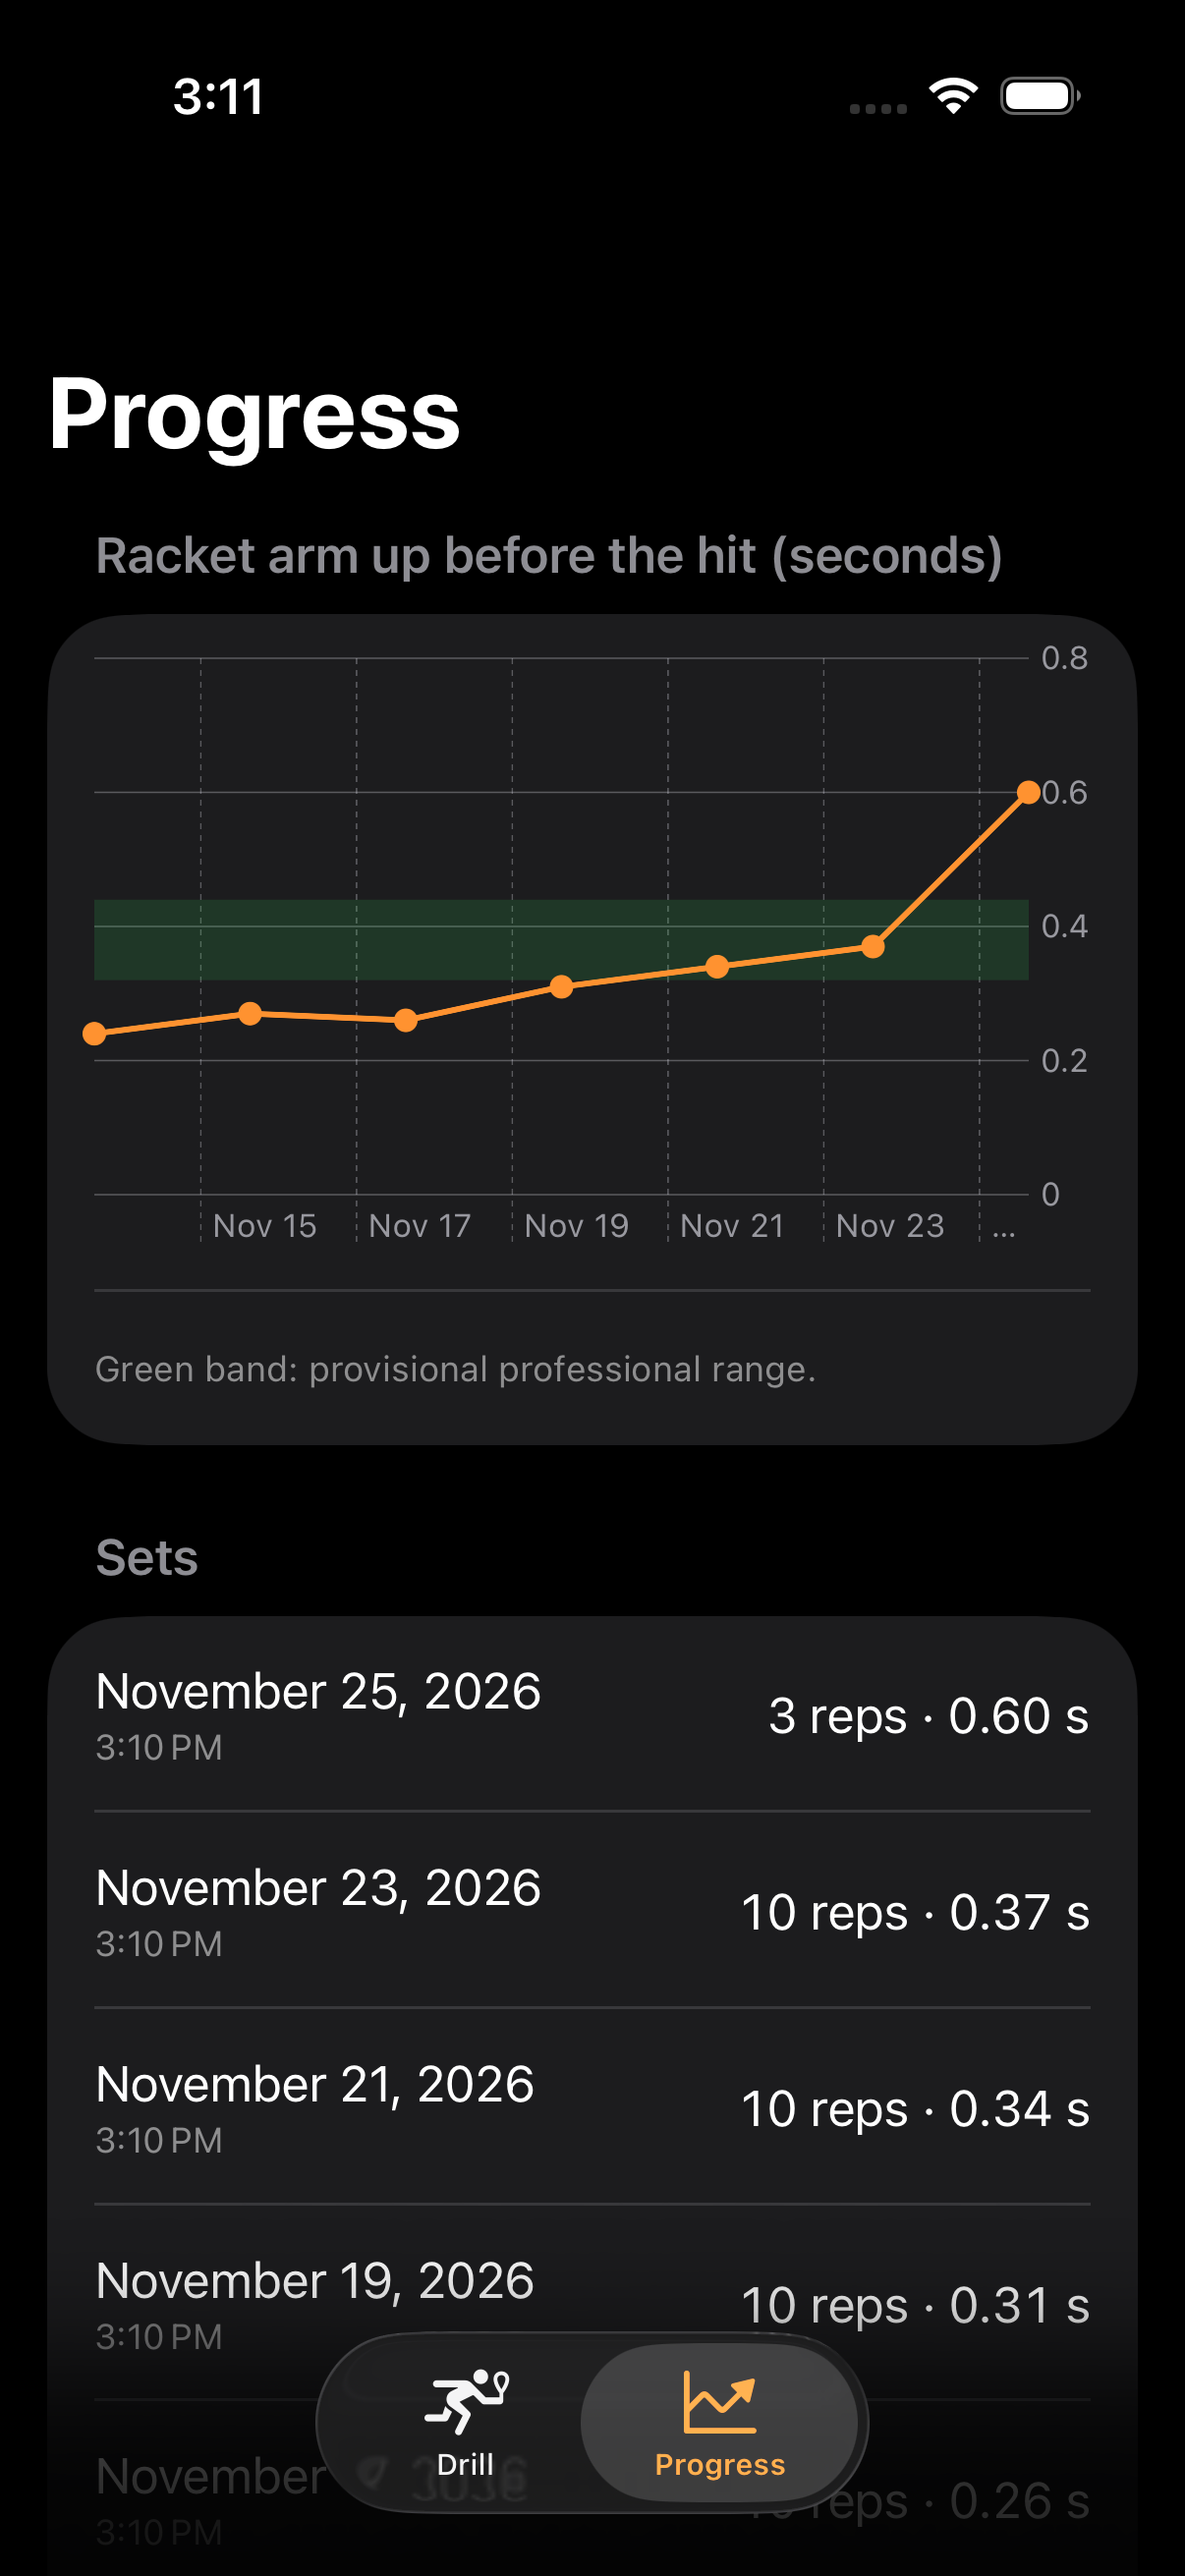 3:11
Progress
Racket arm up before the hit (seconds)
0.8
0.6
0.4
0.2
0
Nov 15 Nov 17 Nov 19 Nov 21 Nov 23 ...
Green band: provisional professional range.
Sets
November 25, 2026
3:10 PM
3 reps · 0.60 s
November 23, 2026
3:10 PM
10 reps · 0.37 s
November 21, 2026
3:10 PM
10 reps · 0.34 s
November 19, 2026
3:10 PM
10 reps · 0.31 s
November
3:10 PM
reps · 0.26 s
Drill
Progress